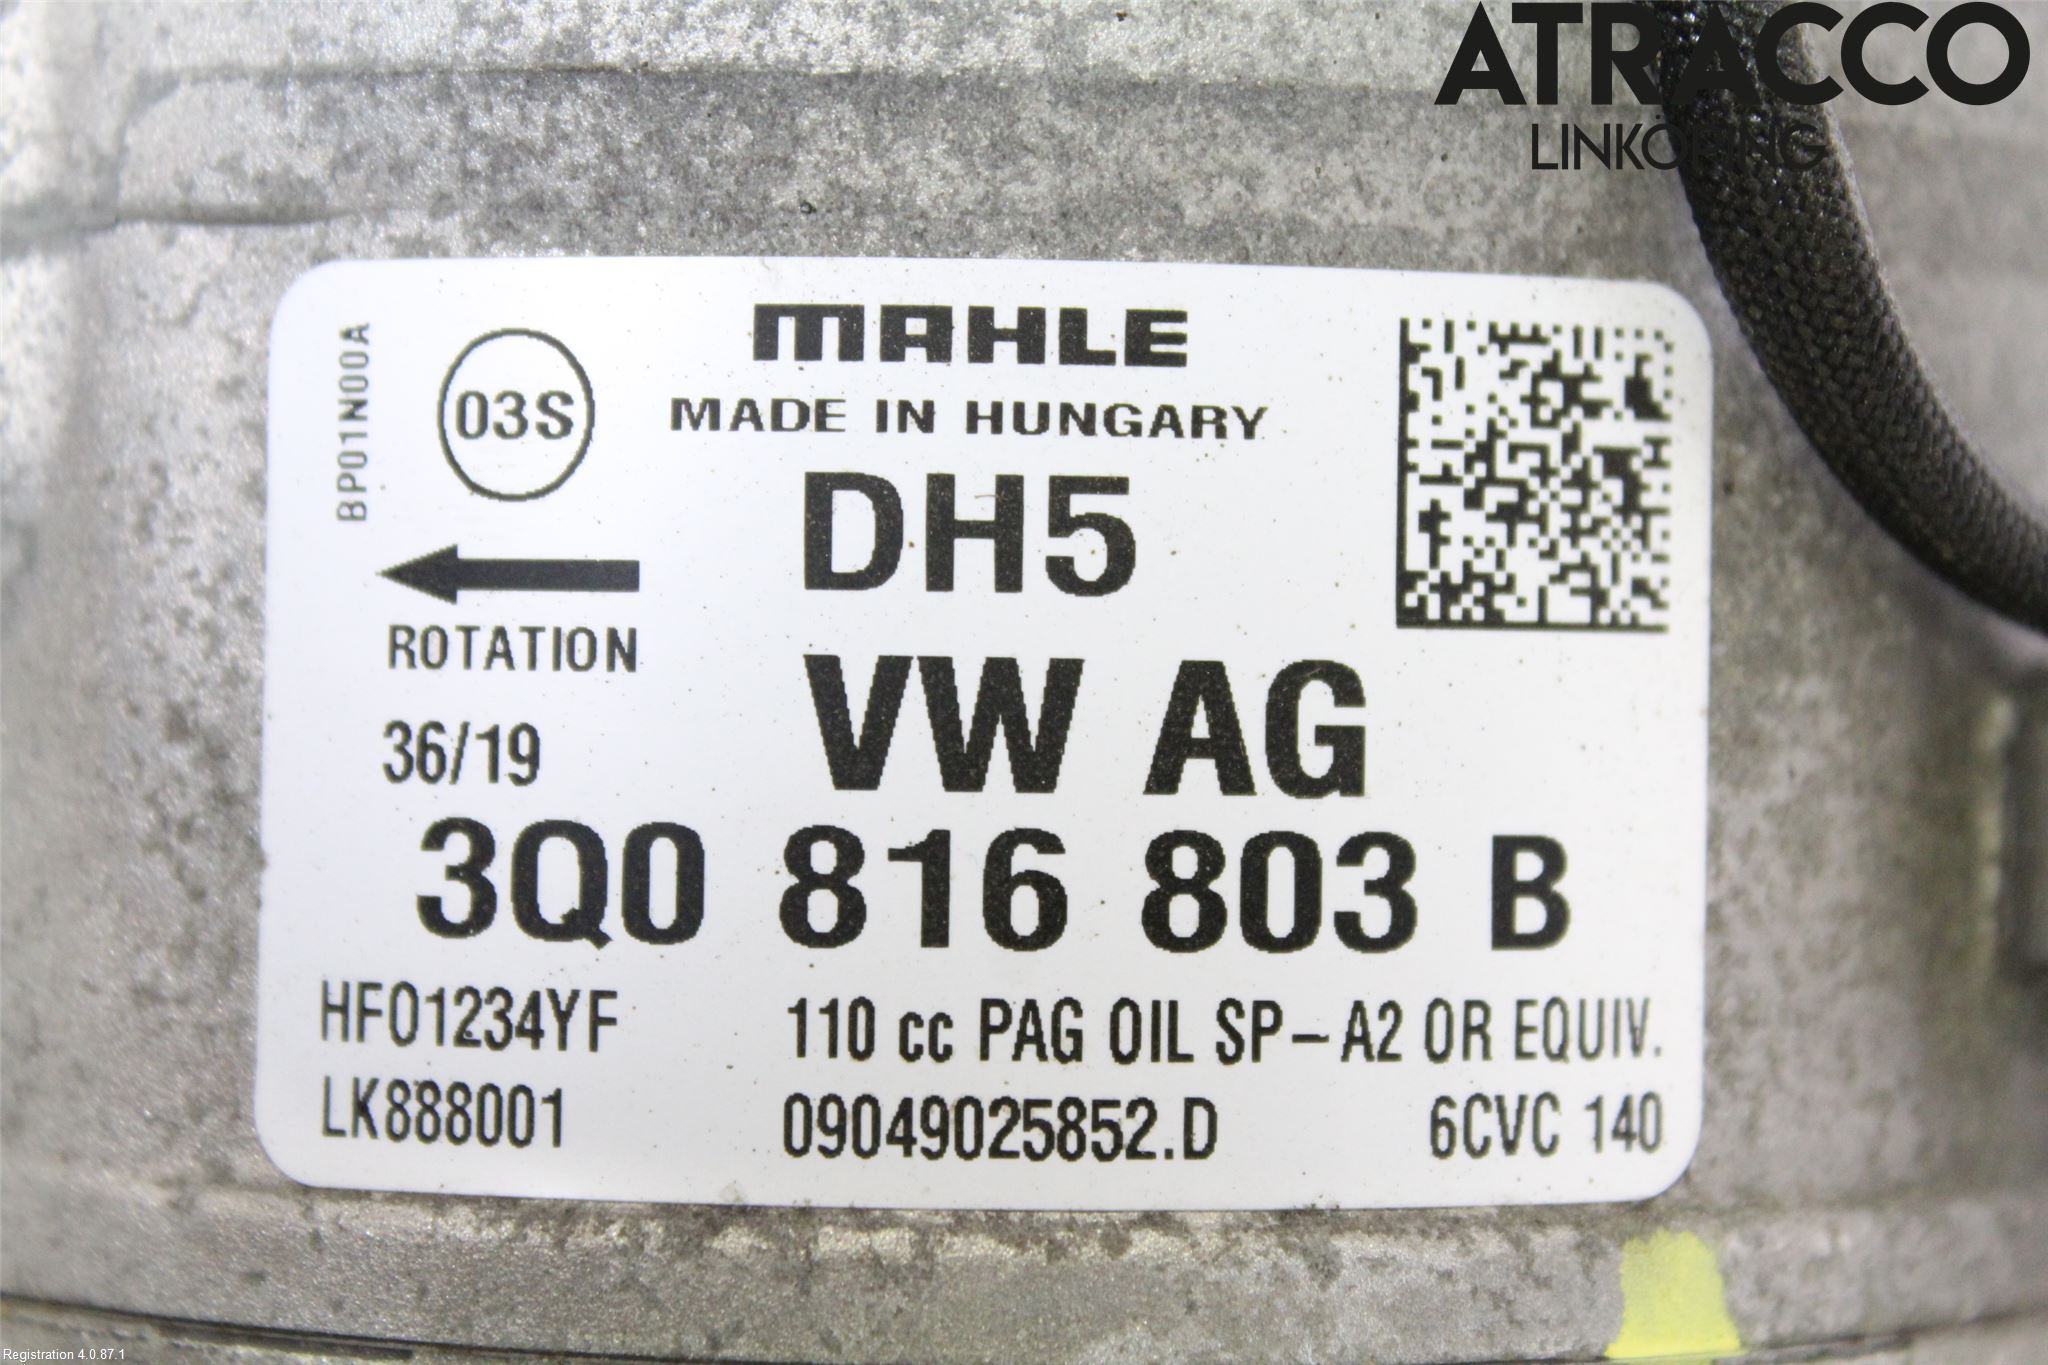 ATRACCO
LINKÖPING
MAHLE
MADE IN HUNGARY
BP01N00A
03S
DH5
ROTATION
VW AG
36/19
3Q0 816 803 B
HFO1234YF
110 cc PAG OIL SP-A2 OR EQUIV.
LK888001
09049025852.D
6CVC 140
Registration 4.0.87.1